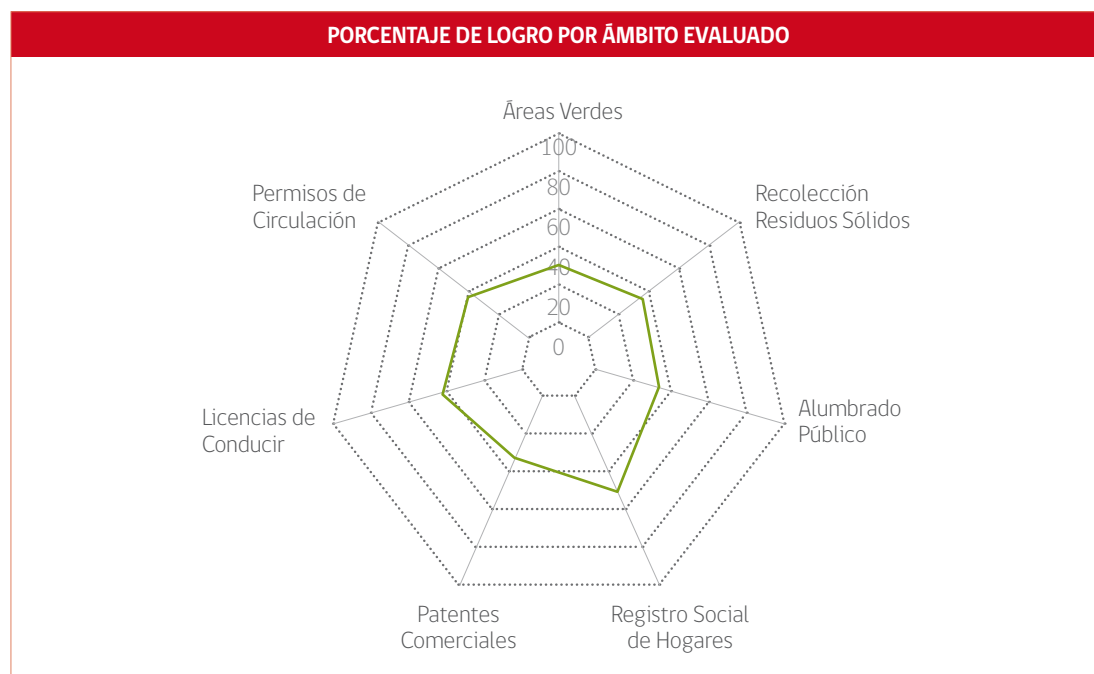 PORCENTAJE DE LOGRO POR ÁMBITO EVALUADO
Áreas Verdes
100
80
60
40
20
0
Recolección
Residuos Sólidos
Alumbrado
Público
Registro Social
de Hogares
Patentes
Comerciales
Licencias de
Conducir
Permisos de
Circulación